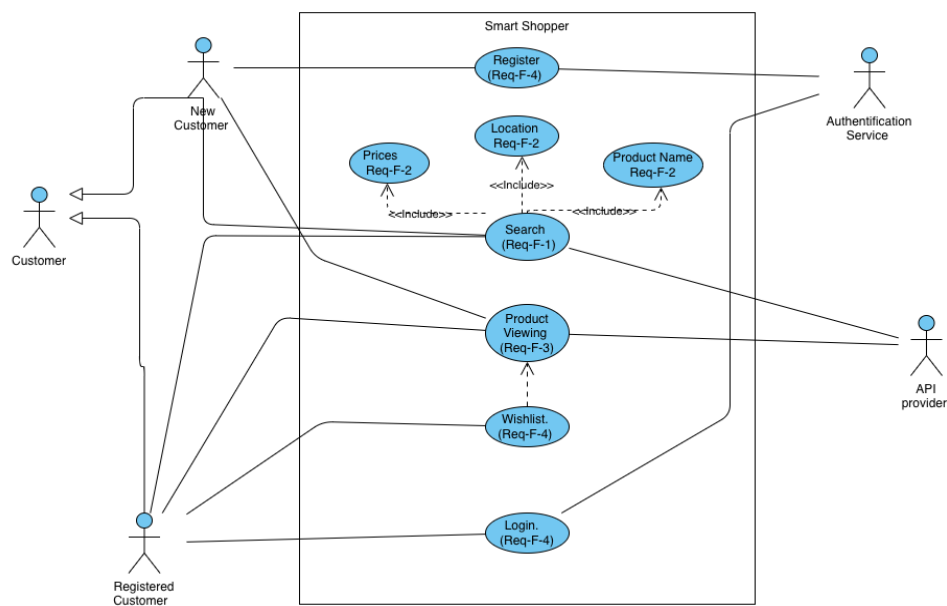 Smart Shopper
Register
(Req-F-4)
New
Customer
Authentification
Service
Location
Req-F-2
Prices
Req-F-2
Product Name
Req-F-2
<<Include>>
<<Include>>
<<Include>>
Customer
Search
(Req-F-1)
Product
Viewing
(Req-F-3)
API
provider
Wishlist.
(Req-F-4)
Login.
(Req-F-4)
Registered
Customer